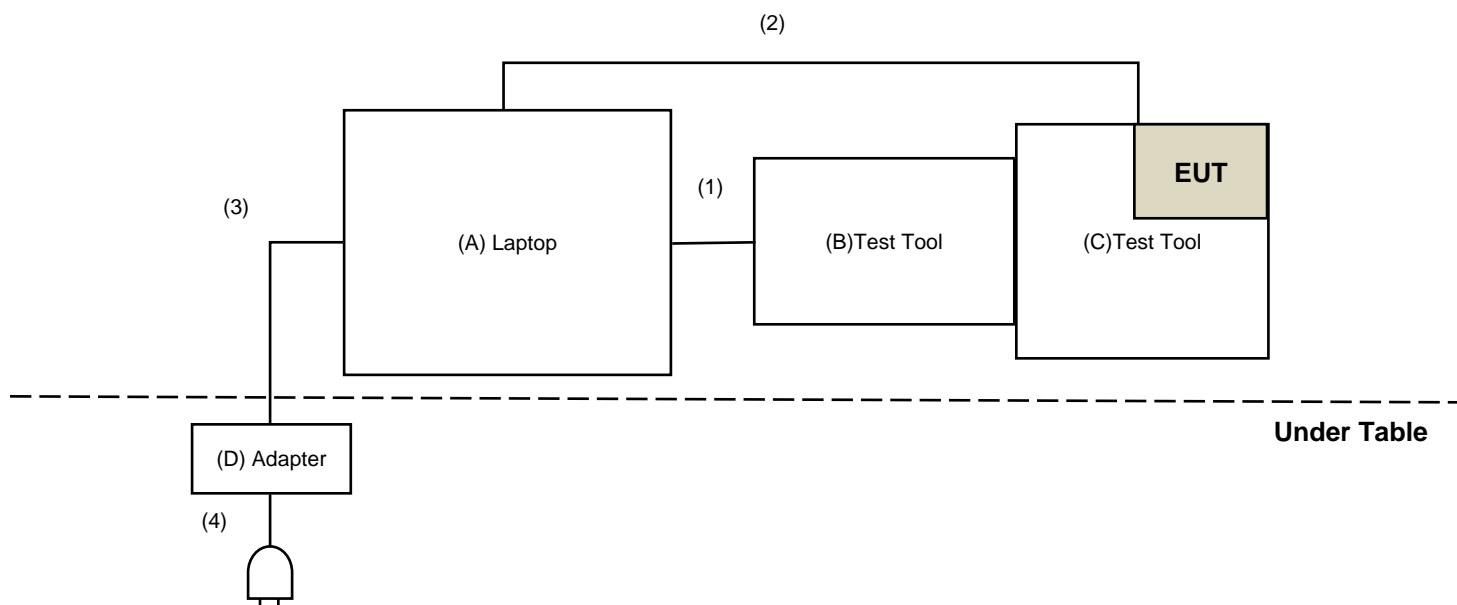 (2)
EUT
(1)
(3)
(A) Laptop
(B)Test Tool
(C)Test Tool
Under Table
(D) Adapter
(4)